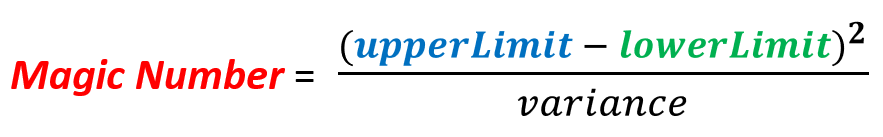 Magic Number = (upperLimit − lowerLimit)²
variance